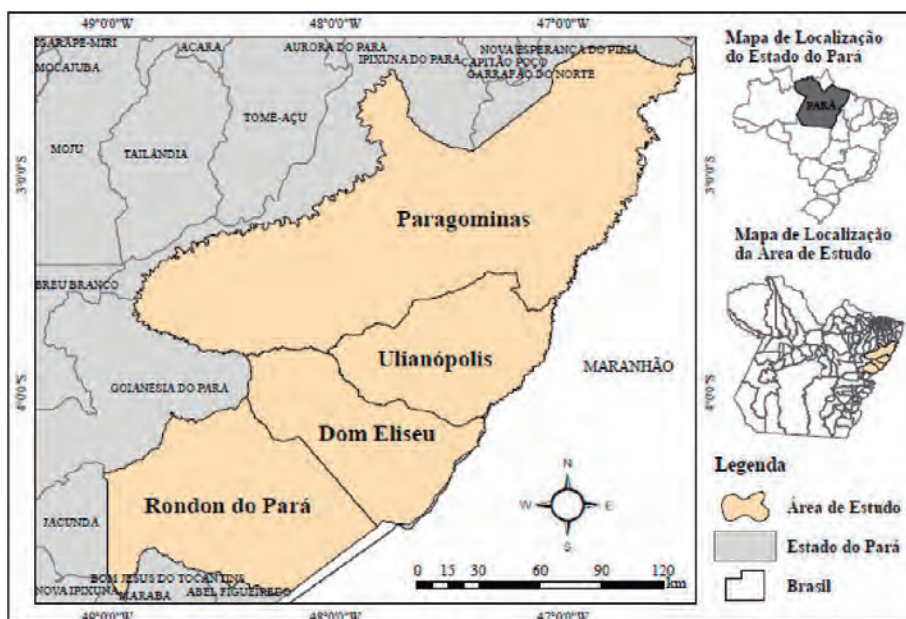 49°0'0"W 48°0'0"W 47°0'0"W
Mapa de Localização
do Estado do Pará
PARÁ
IGARAPE-MIRI
ACARA
AURORA DO PARA
NOVA ESPERANÇA DO PIRIA
MOCAJUBA
IPIXUNA DO PARA
CAPITÃO POÇO
GARRAFÃO DO NORTE
TOME-AÇU
MOJU
TAILÂNDIA
3°0'0"S
3°0'0"S
Paragominas
Mapa de Localização
da Área de Estudo
BREU BRANCO
Ulianópolis
MARANHÃO
GOIANESIA DO PARA
4°0'0"S
4°0'0"S
Dom Eliseu
Legenda
Rondon do Pará
N
W E
S
Área de Estudo
JACUNDA
Estado do Pará
BOM JESUS DO TOCANTINS
0 15 30 60 90 120
km
NOVA IPIXUNA
MARABA
ABEL FIGUEIREDO
Brasil
49°0'0"W 48°0'0"W 47°0'0"W